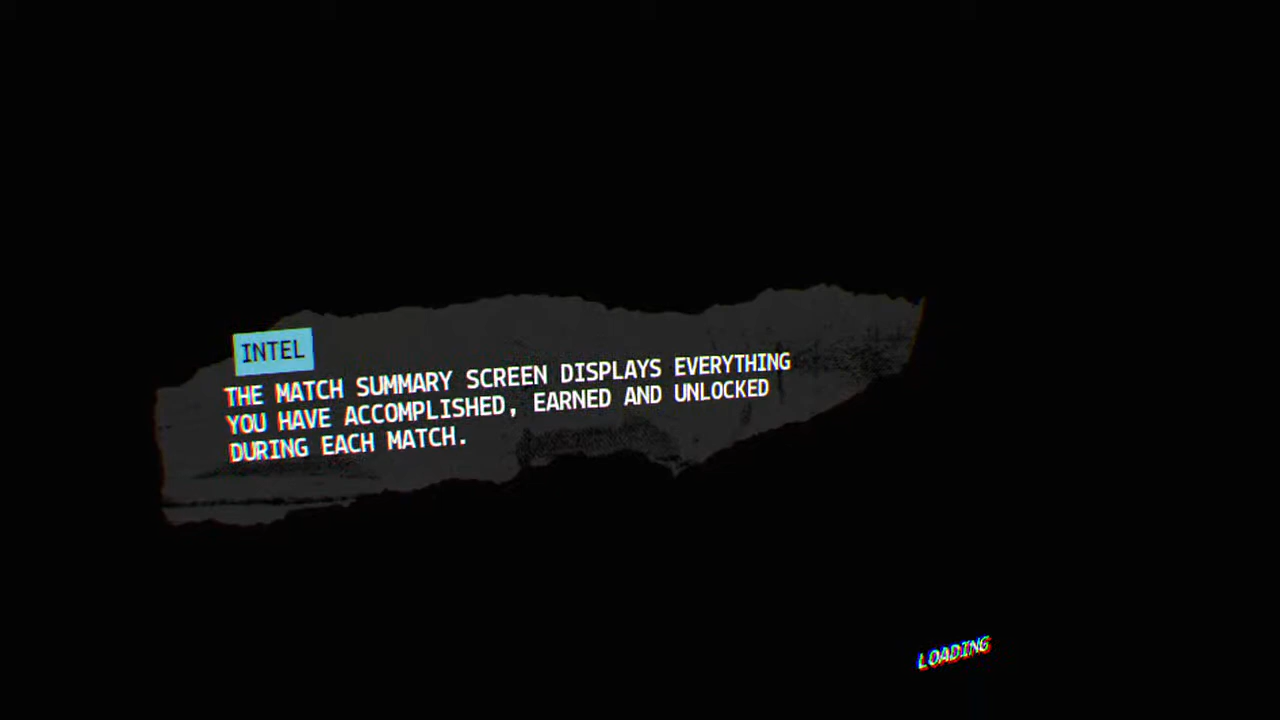 INTEL
THE MATCH SUMMARY SCREEN DISPLAYS EVERYTHING
YOU HAVE ACCOMPLISHED, EARNED AND UNLOCKED
DURING EACH MATCH.
LOADING